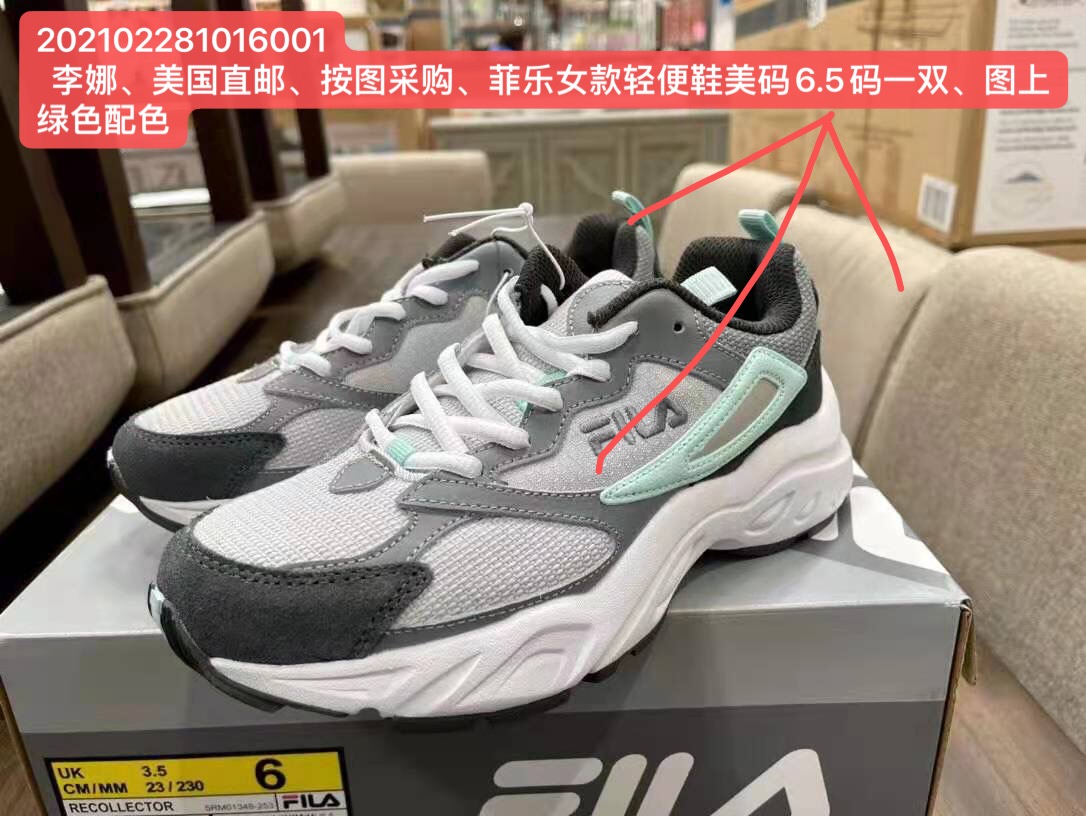 202102281016001
李娜、美国直邮、按图采购、菲乐女款轻便鞋美码6.5码一双、图上
绿色配色
FILA
UK 3.5 6
CM/MM 23/230
RECOLLECTOR 5RM01348-253 FILA
FILA